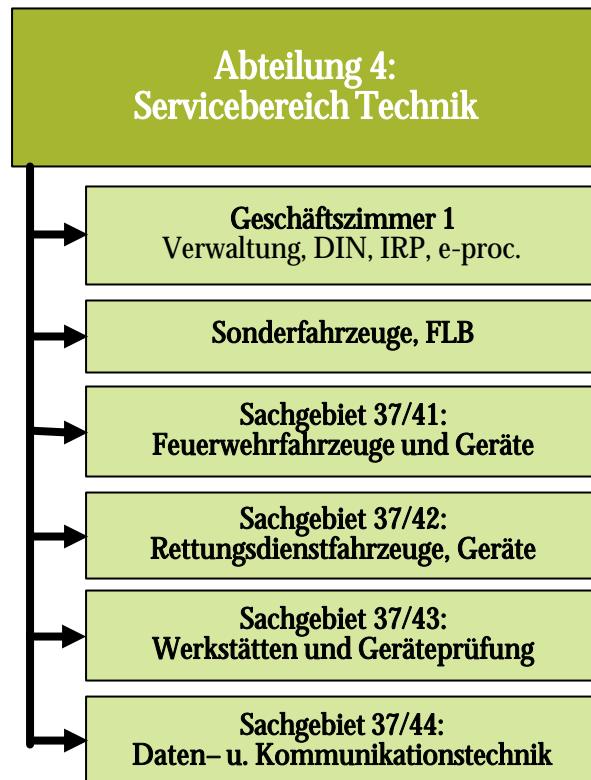 Abteilung 4:
Servicebereich Technik
Geschäftszimmer 1
Verwaltung, DIN, IRP, e-proc.
Sonderfahrzeuge, FLB
Sachgebiet 37/41:
Feuerwehrfahrzeuge und Geräte
Sachgebiet 37/42:
Rettungsdienstfahrzeuge, Geräte
Sachgebiet 37/43:
Werkstätten und Geräteprüfung
Sachgebiet 37/44:
Daten– u. Kommunikationstechnik